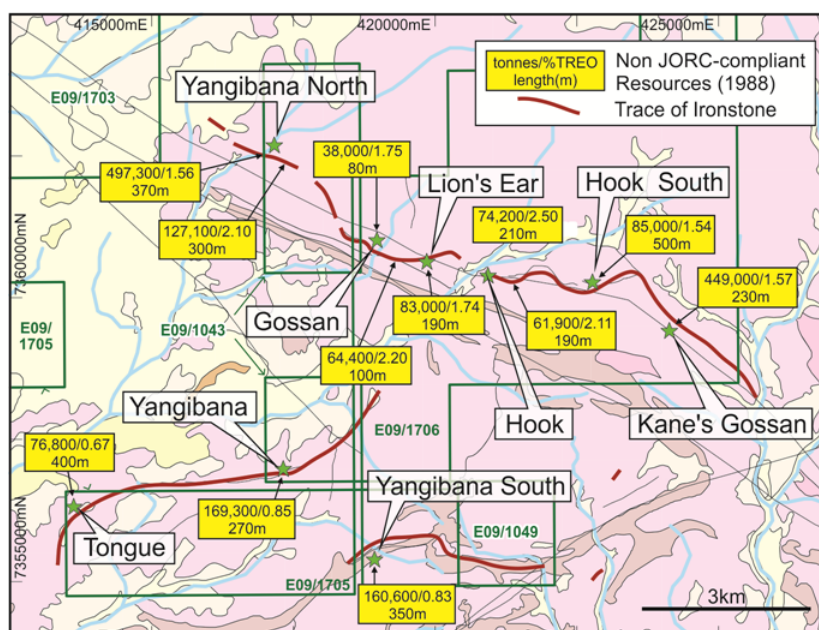 415000mE
420000mE
425000mE
tonnes/%TREO
length(m)
Non JORC-compliant
Resources (1988)
Trace of Ironstone
E09/1703
Yangibana North
38,000/1.75
80m
497,300/1.56
370m
Lion's Ear
Hook South
127,100/2.10
300m
74,200/2.50
210m
85,000/1.54
500m
7360000mN
449,000/1.57
230m
E09/
1705
E09/1043
Gossan
83,000/1.74
190m
61,900/2.11
190m
64,400/2.20
100m
Yangibana
Hook
Kane's Gossan
76,800/0.67
400m
E09/1706
Yangibana South
169,300/0.85
270m
Tongue
E09/1049
7355000mN
E09/1705
160,600/0.83
350m
3km